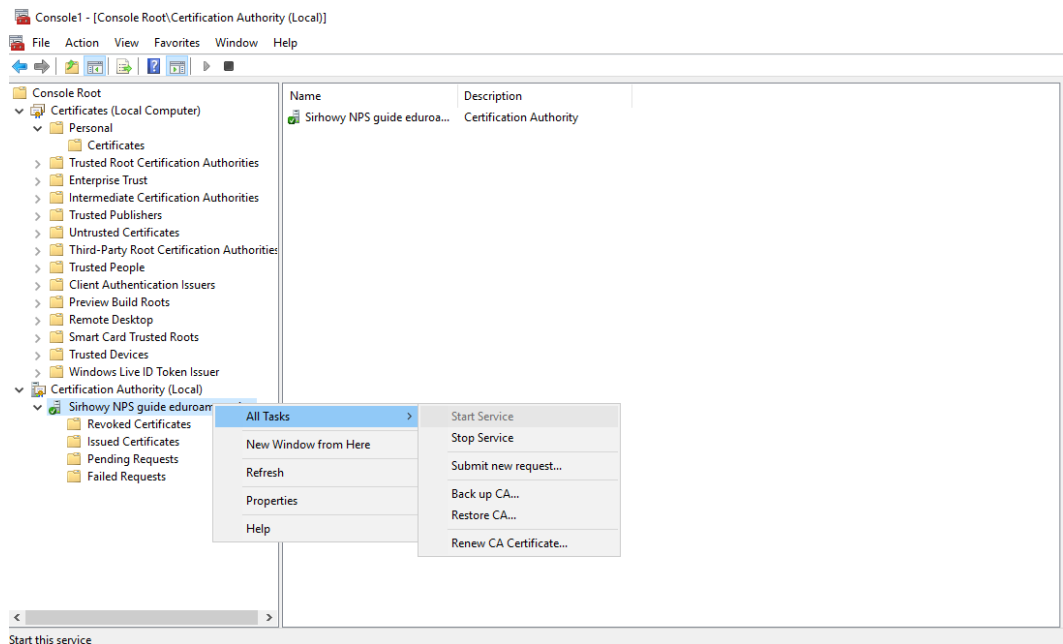 Console1 - [Console Root\Certification Authority (Local)]
File Action View Favorites Window Help
Console Root
Certificates (Local Computer)
Personal
Certificates
Trusted Root Certification Authorities
Enterprise Trust
Intermediate Certification Authorities
Trusted Publishers
Untrusted Certificates
Third-Party Root Certification Authorities
Trusted People
Client Authentication Issuers
Preview Build Roots
Remote Desktop
Smart Card Trusted Roots
Trusted Devices
Windows Live ID Token Issuer
Certification Authority (Local)
Sirhowy NPS guide eduroam
Revoked Certificates
Issued Certificates
Pending Requests
Failed Requests
Name Description
Sirhowy NPS guide eduroa... Certification Authority
All Tasks
New Window from Here
Refresh
Properties
Help
Start Service
Stop Service
Submit new request...
Back up CA...
Restore CA...
Renew CA Certificate...
Start this service